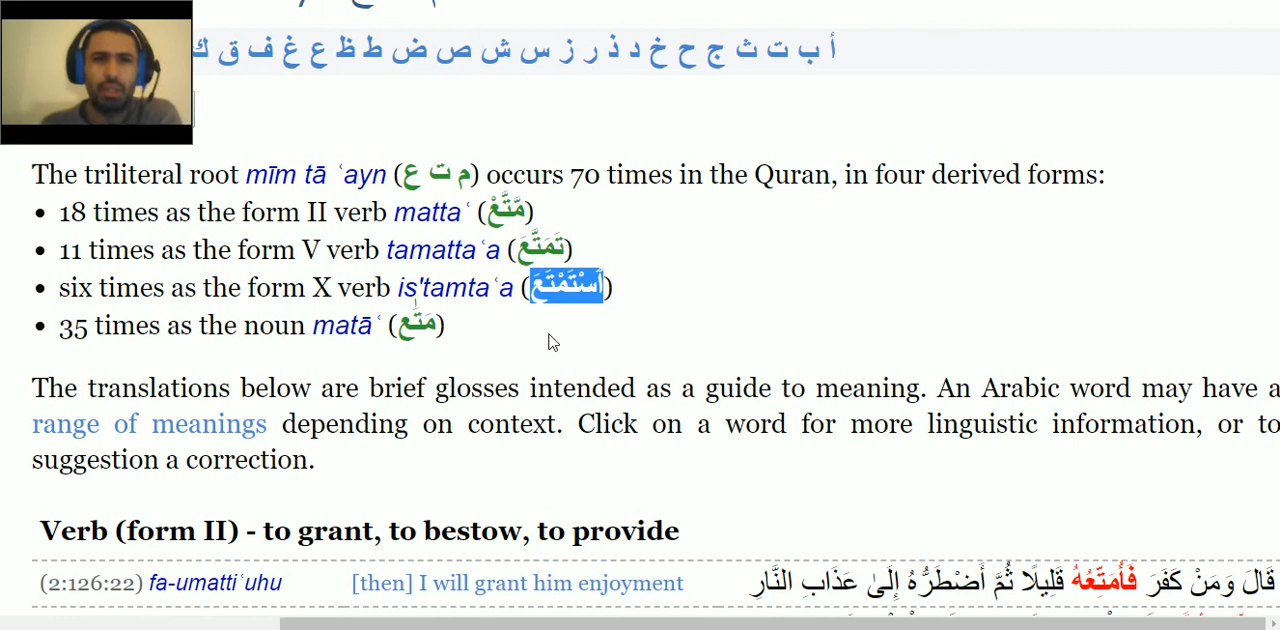 أ ب ت ث ج ح خ د ذ ر ز س ش ص ض ط ظ ع غ ف ق ك
The triliteral root mīm tā ʿayn (م ت ع) occurs 70 times in the Quran, in four derived forms:
• 18 times as the form II verb mattaʿ (مَّتَّعْ)
• 11 times as the form V verb tamattaʿa (تَمَتَّعَ)
• six times as the form X verb is'tamtaʿa (ٱسْتَمْتَعَ)
• 35 times as the noun matāʿ (مَتَٰع)
The translations below are brief glosses intended as a guide to meaning. An Arabic word may have a
range of meanings depending on context. Click on a word for more linguistic information, or to
suggestion a correction.
Verb (form II) - to grant, to bestow, to provide
(2:126:22) fa-umattiʿuhu [then] I will grant him enjoyment قَالَ وَمَنْ كَفَرَ فَأُمَتِّعُهُ قَلِيلًا ثُمَّ أَضْطَرُّهُ إِلَىٰ عَذَابِ النَّارِ